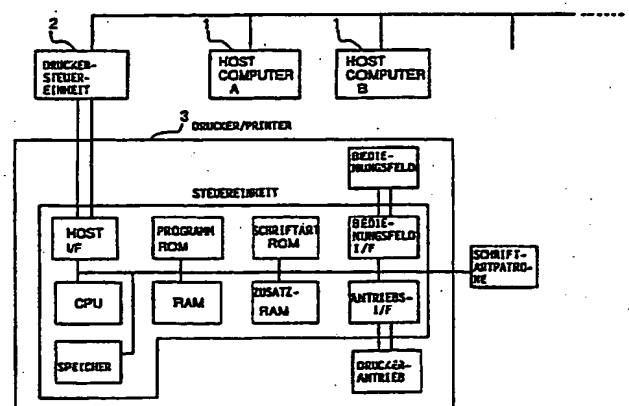 2
1
1
DRUCKER-
STEUER-
EINHEIT
HOST
COMPUTER
A
HOST
COMPUTER
B
3
DRUCKER/PRINTER
BEDIE-
NUNGSFELD
STEUEREINHEIT
HOST
I/F
PROGRAMM
ROM
SCHRIFTART
ROM
BEDIE-
NUNGSFELD
I/F
SCHRIFT-
ARTPATRO-
NE
CPU
RAM
ZUSATZ-
RAM
ANTRIEBS-
I/F
SPEICHER
DRUCKER-
ANTRIEB